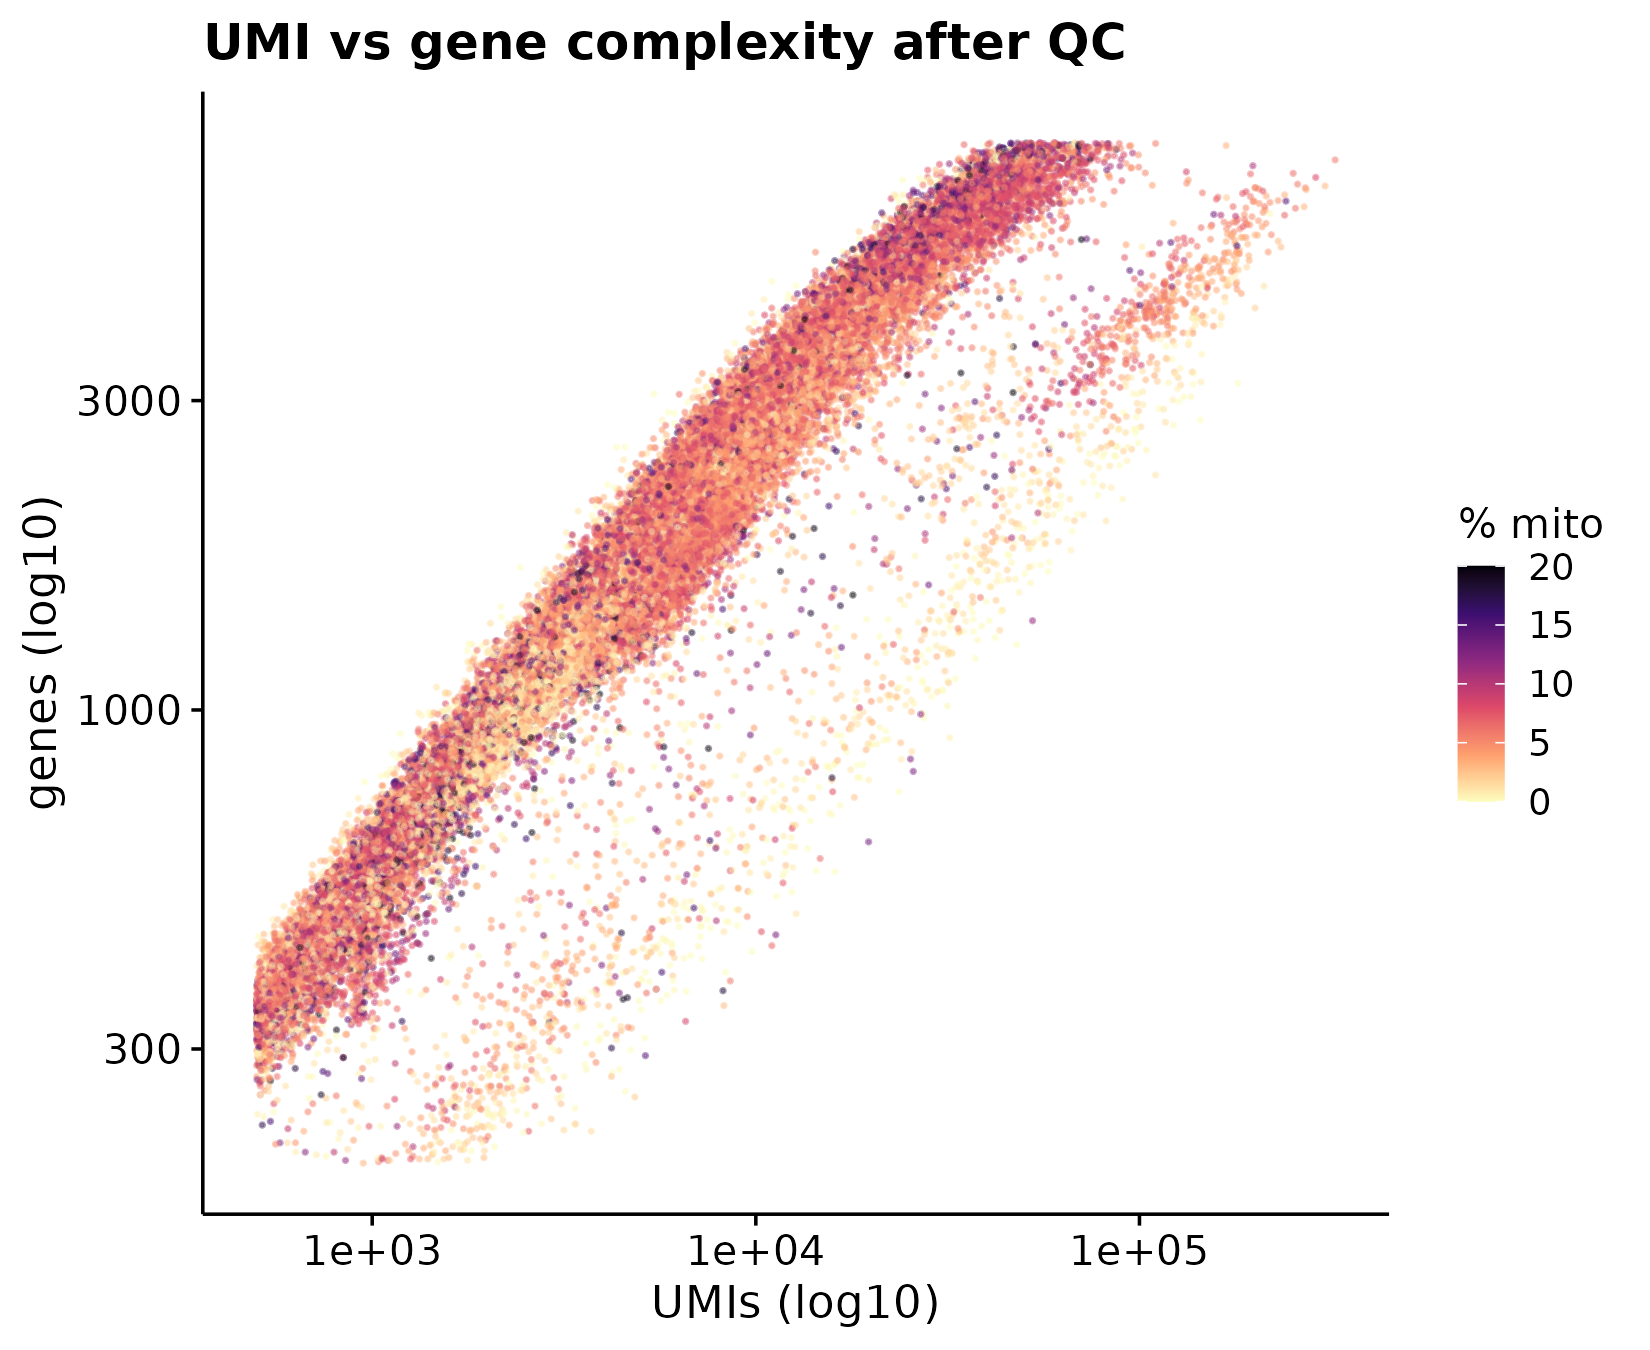 UMI vs gene complexity after QC
genes (log10)
3000
1000
300
1e+03 1e+04 1e+05
UMIs (log10)
% mito
20
15
10
5
0